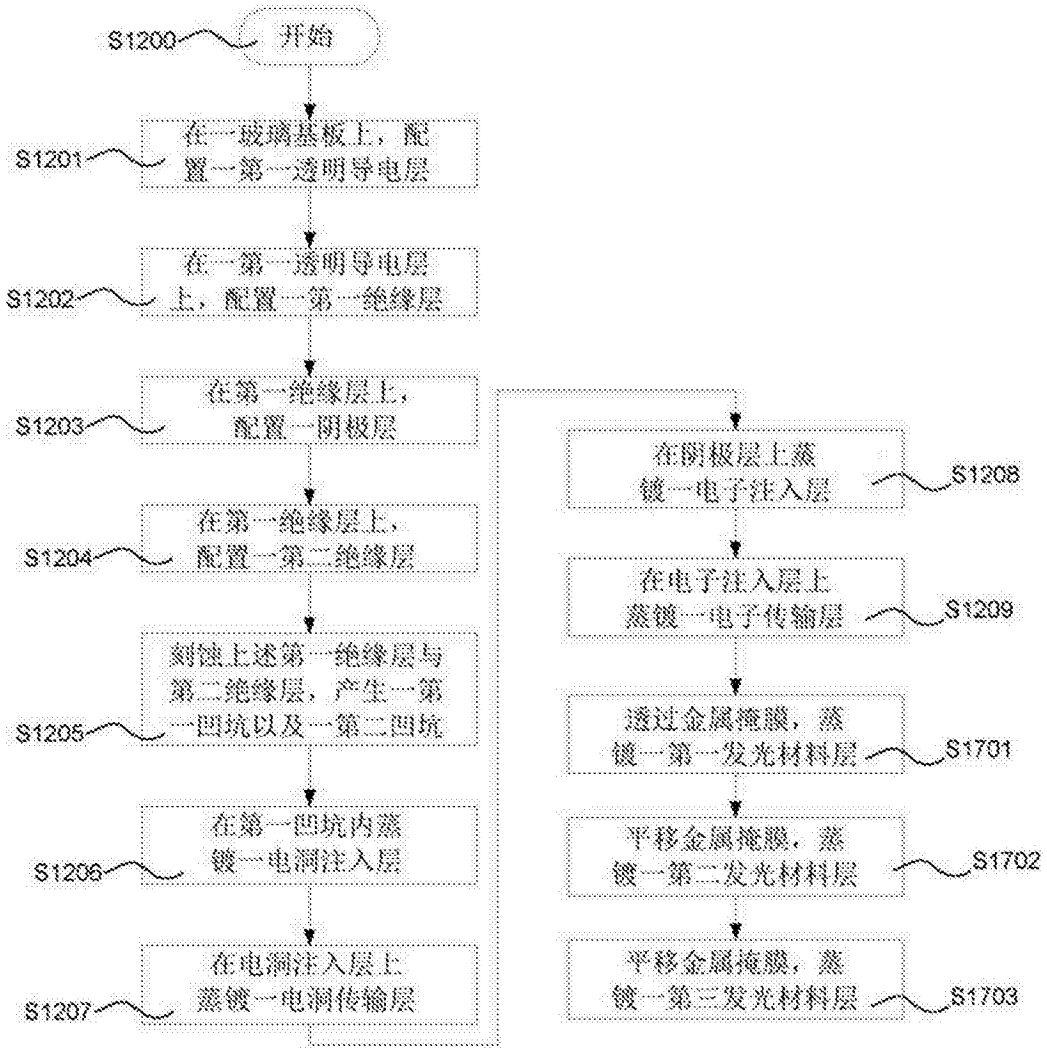 S1200
开始
S1201
在一玻璃基板上，配
置一第一透明导电层
S1202
在一第一透明导电层
上，配置一第一绝缘层
S1203
在第一绝缘层上，
配置一阴极层
S1204
在第一绝缘层上，
配置一第二绝缘层
S1205
刻蚀上述第一绝缘层与
第二绝缘层，产生一第
一凹坑以及一第二凹坑
S1206
在第一凹坑内蒸
镀一电洞注入层
S1207
在电洞注入层上
蒸镀一电洞传输层
S1208
在阴极层上蒸
镀一电子注入层
S1209
在电子注入层上
蒸镀一电子传输层
S1701
透过金属掩膜，蒸
镀一第一发光材料层
S1702
平移金属掩膜，蒸
镀一第二发光材料层
S1703
平移金属掩膜，蒸
镀一第三发光材料层